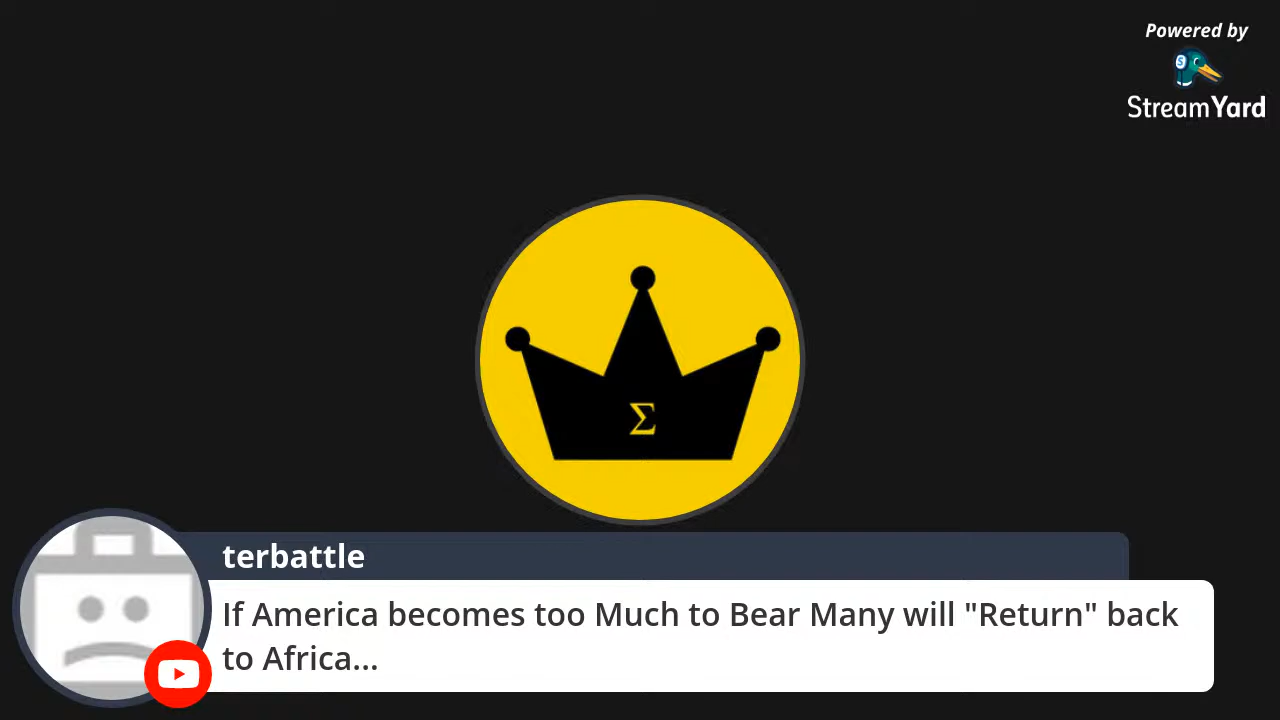 Powered by
StreamYard
Σ
terbattle
If America becomes too Much to Bear Many will "Return" back
to Africa...